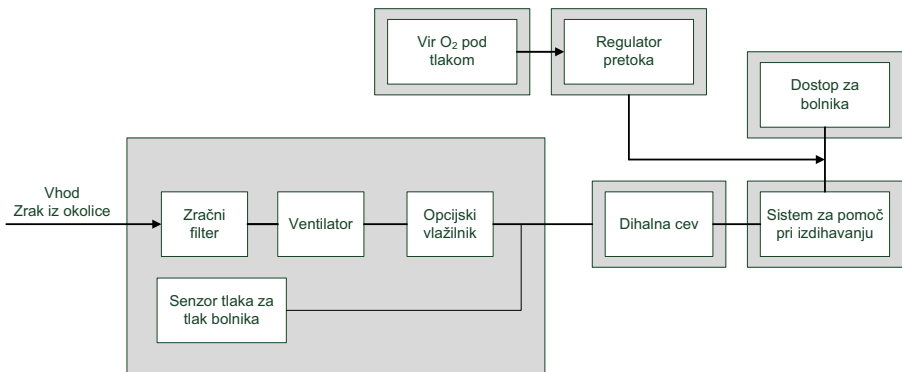 Vir O₂ pod
tlakom
Regulator
pretoka
Dostop za
bolnika
Vhod
Zrak iz okolice
Zračni
filter
Ventilator
Opcijski
vlažilnik
Dihalna cev
Sistem za pomoč
pri izdihavanju
Senzor tlaka za
tlak bolnika